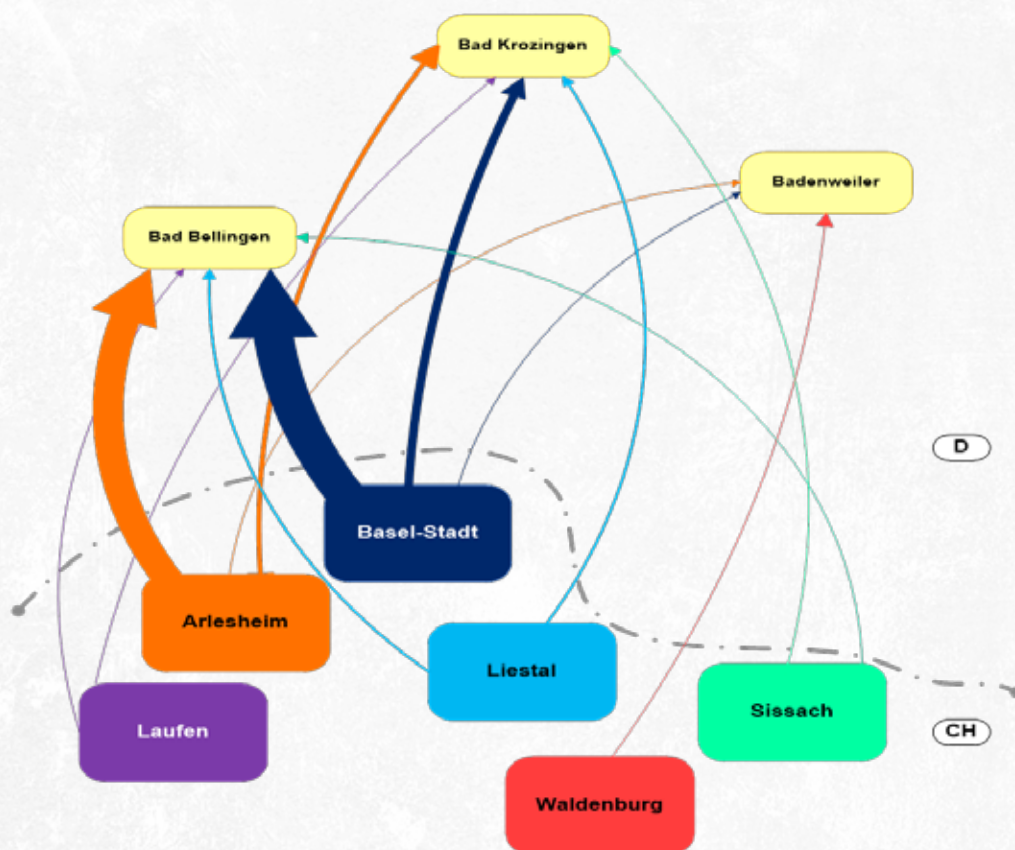 Bad Krozingen
Badenweiler
Bad Bellingen
D
Basel-Stadt
Arlesheim
Liestal
Sissach
Laufen
CH
Waldenburg